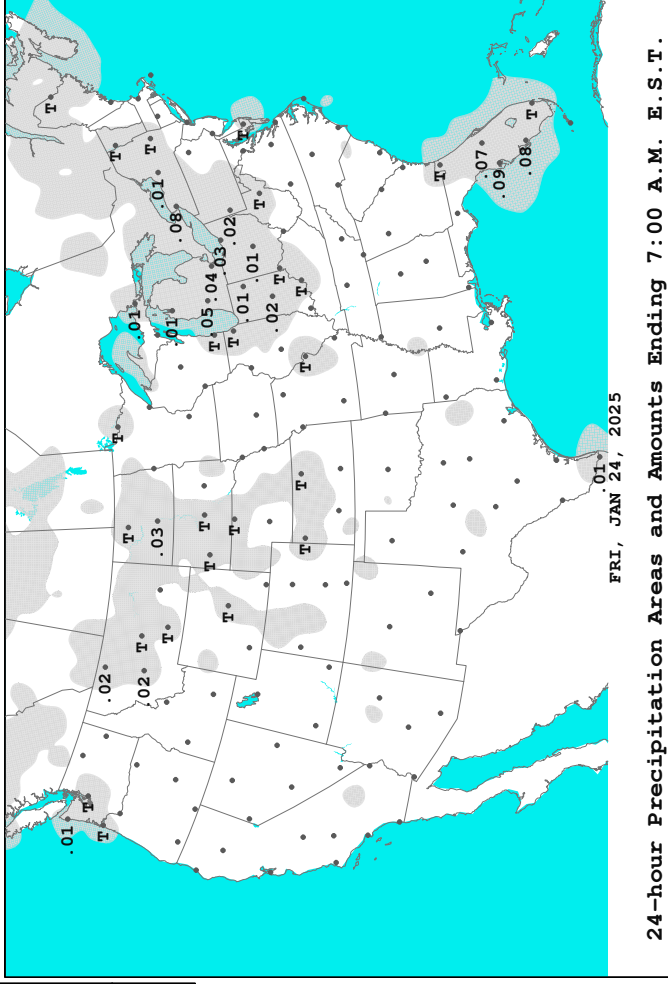 T
.01
T
T
.02
T
T
T
.01
T
.02
T
.03
.01
T
.01
.08
T
.05
T
.04
T
.03
T
.02
T
T
T
.01
.01
T
.02
T
T
T
T
T
T
.07
.09
.08
T
.01
FRI, JAN 24, 2025
24-hour Precipitation Areas and Amounts Ending 7:00 A.M. E.S.T.